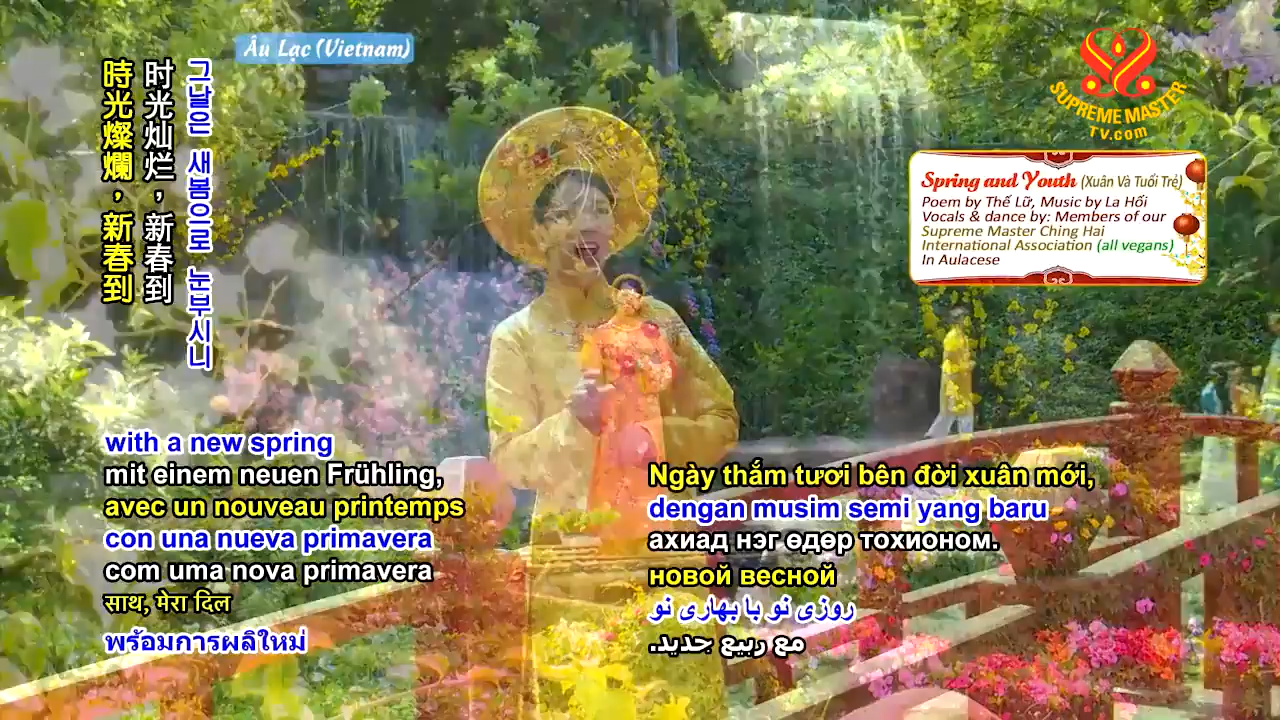 Âu Lạc (Vietnam)
SUPREME MASTER
TV.com
Spring and Youth (Xuân Và Tuổi Trẻ)
Poem by Thế Lữ, Music by La Hối
Vocals & dance by: Members of our
Supreme Master Ching Hai
International Association (all vegans)
In Aulacese
그날은 새봄으로 눈부시니
时光灿烂，新春到
時光燦爛，新春到
with a new spring
mit einem neuen Frühling,
avec un nouveau printemps
con una nueva primavera
com uma nova primavera
साथ, मेरा दिल
พร้อมการผลิใหม่
Ngày thắm tươi bên đời xuân mới,
dengan musim semi yang baru
ахиад нэг өдөр тохионом.
новой весной
روزی نو با بهاری نو
مع ربيع جديد.